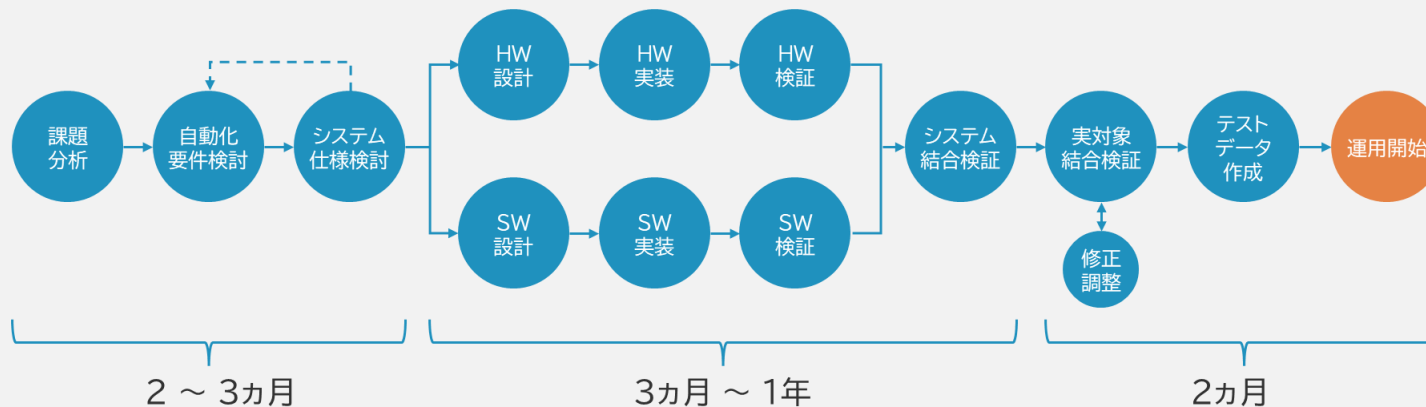 課題
分析
自動化
要件検討
システム
仕様検討
HW
設計
HW
実装
HW
検証
SW
設計
SW
実装
SW
検証
システム
結合検証
実対象
結合検証
修正
調整
テスト
データ
作成
運用開始
2 ～ 3ヵ月
3ヵ月 ～ 1年
2ヵ月